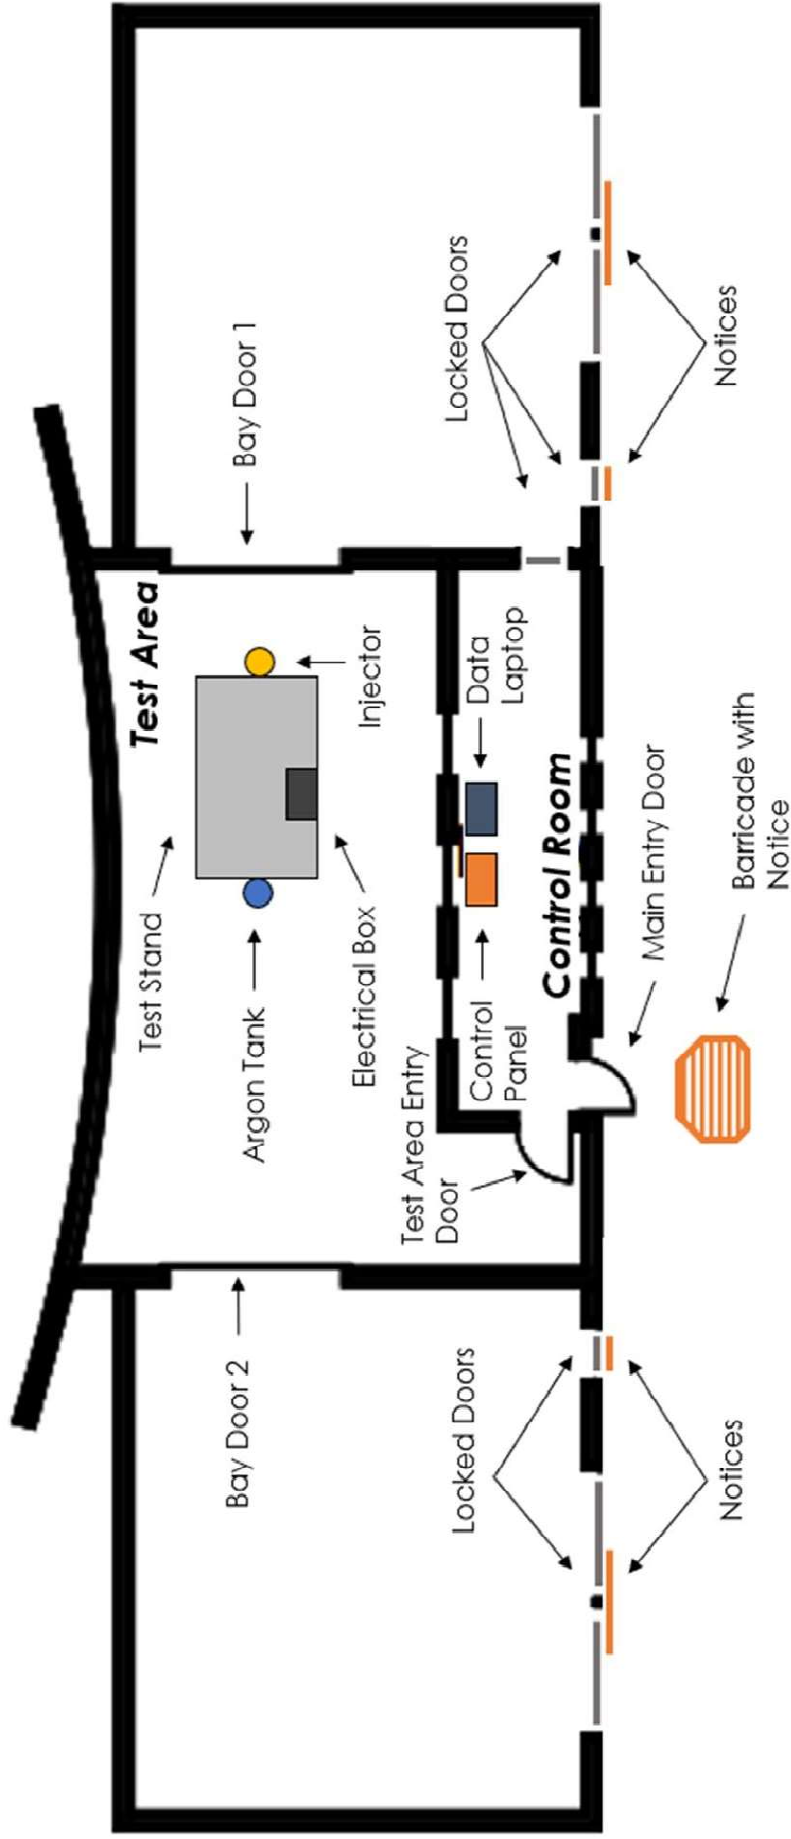 Test Stand
Test Area
Bay Door 2
Argon Tank
Bay Door 1
Electrical Box
Injector
Test Area Entry
Door
Locked Doors
Control
Panel
Data
Laptop
Locked Doors
Control Room
Main Entry Door
Notices
Barricade with
Notice
Notices